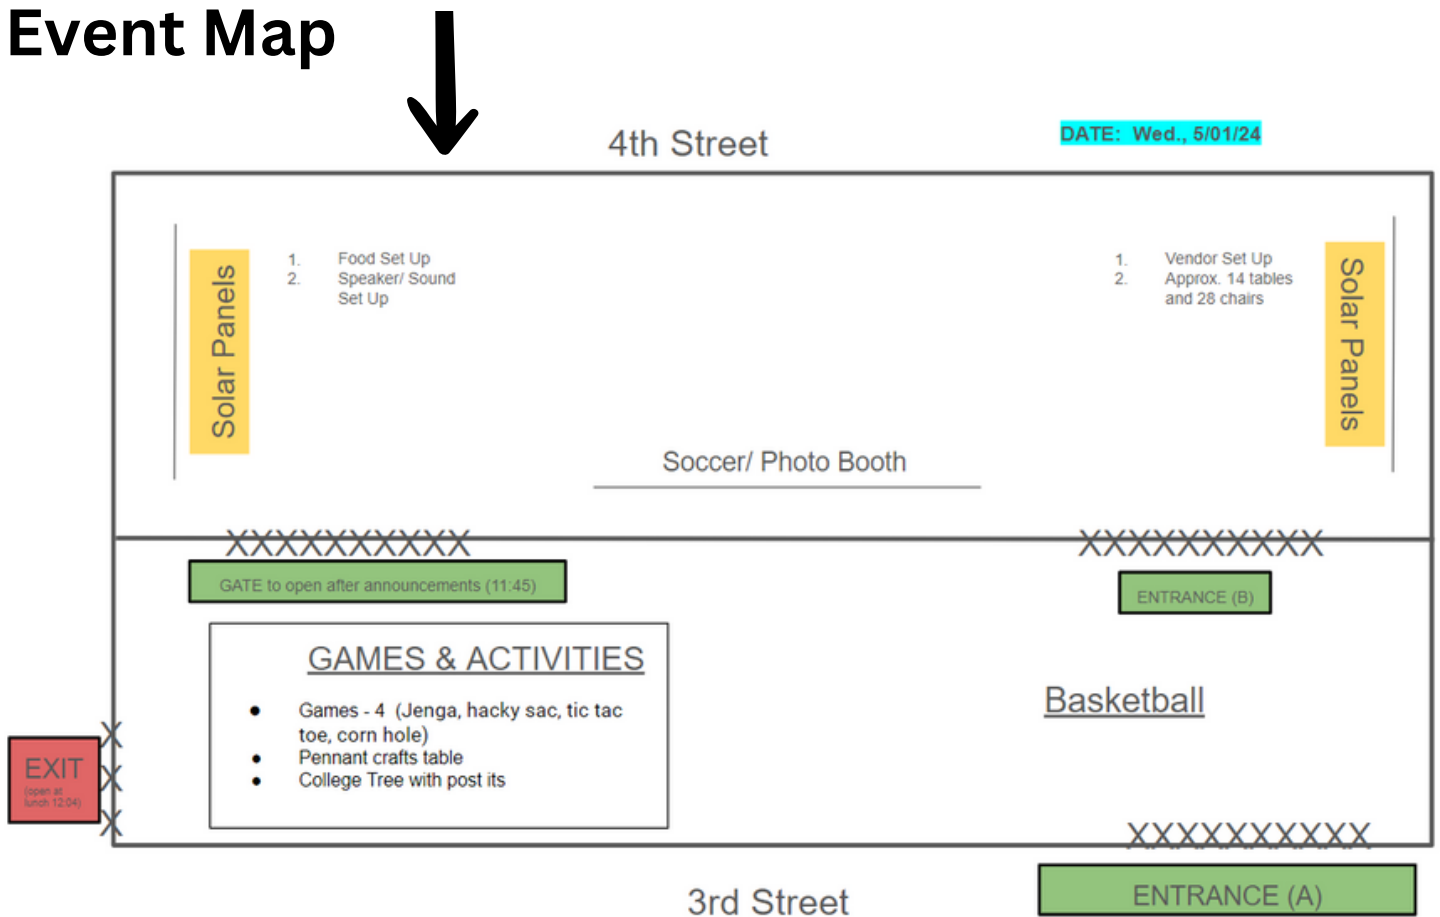 Event Map
4th Street
DATE:  Wed., 5/01/24
Solar Panels
1. Food Set Up
2. Speaker/ Sound
Set Up
1. Vendor Set Up
2. Approx. 14 tables
and 28 chairs
Solar Panels
Soccer/ Photo Booth
XXXXXXXXXX
XXXXXXXXXX
GATE to open after announcements (11:45)
ENTRANCE (B)
GAMES & ACTIVITIES
● Games - 4  (Jenga, hacky sac, tic tac
toe, corn hole)
● Pennant crafts table
● College Tree with post its
Basketball
X
X
X
EXIT
(open at
lunch 12:04)
XXXXXXXXXX
3rd Street
ENTRANCE (A)